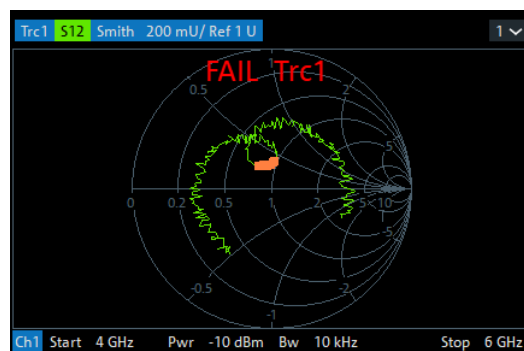 Trc1 S12 Smith 200 mU/ Ref 1 U 1
FAIL Trc1
1
0.5 2
5
0 0.2 0.5 1 2 5 10
-5
-0.5 -2
-1
Ch1 Start 4 GHz Pwr -10 dBm Bw 10 kHz Stop 6 GHz